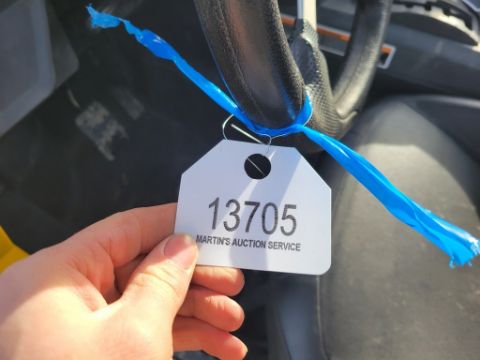 13705
MARTIN'S AUCTION SERVICE